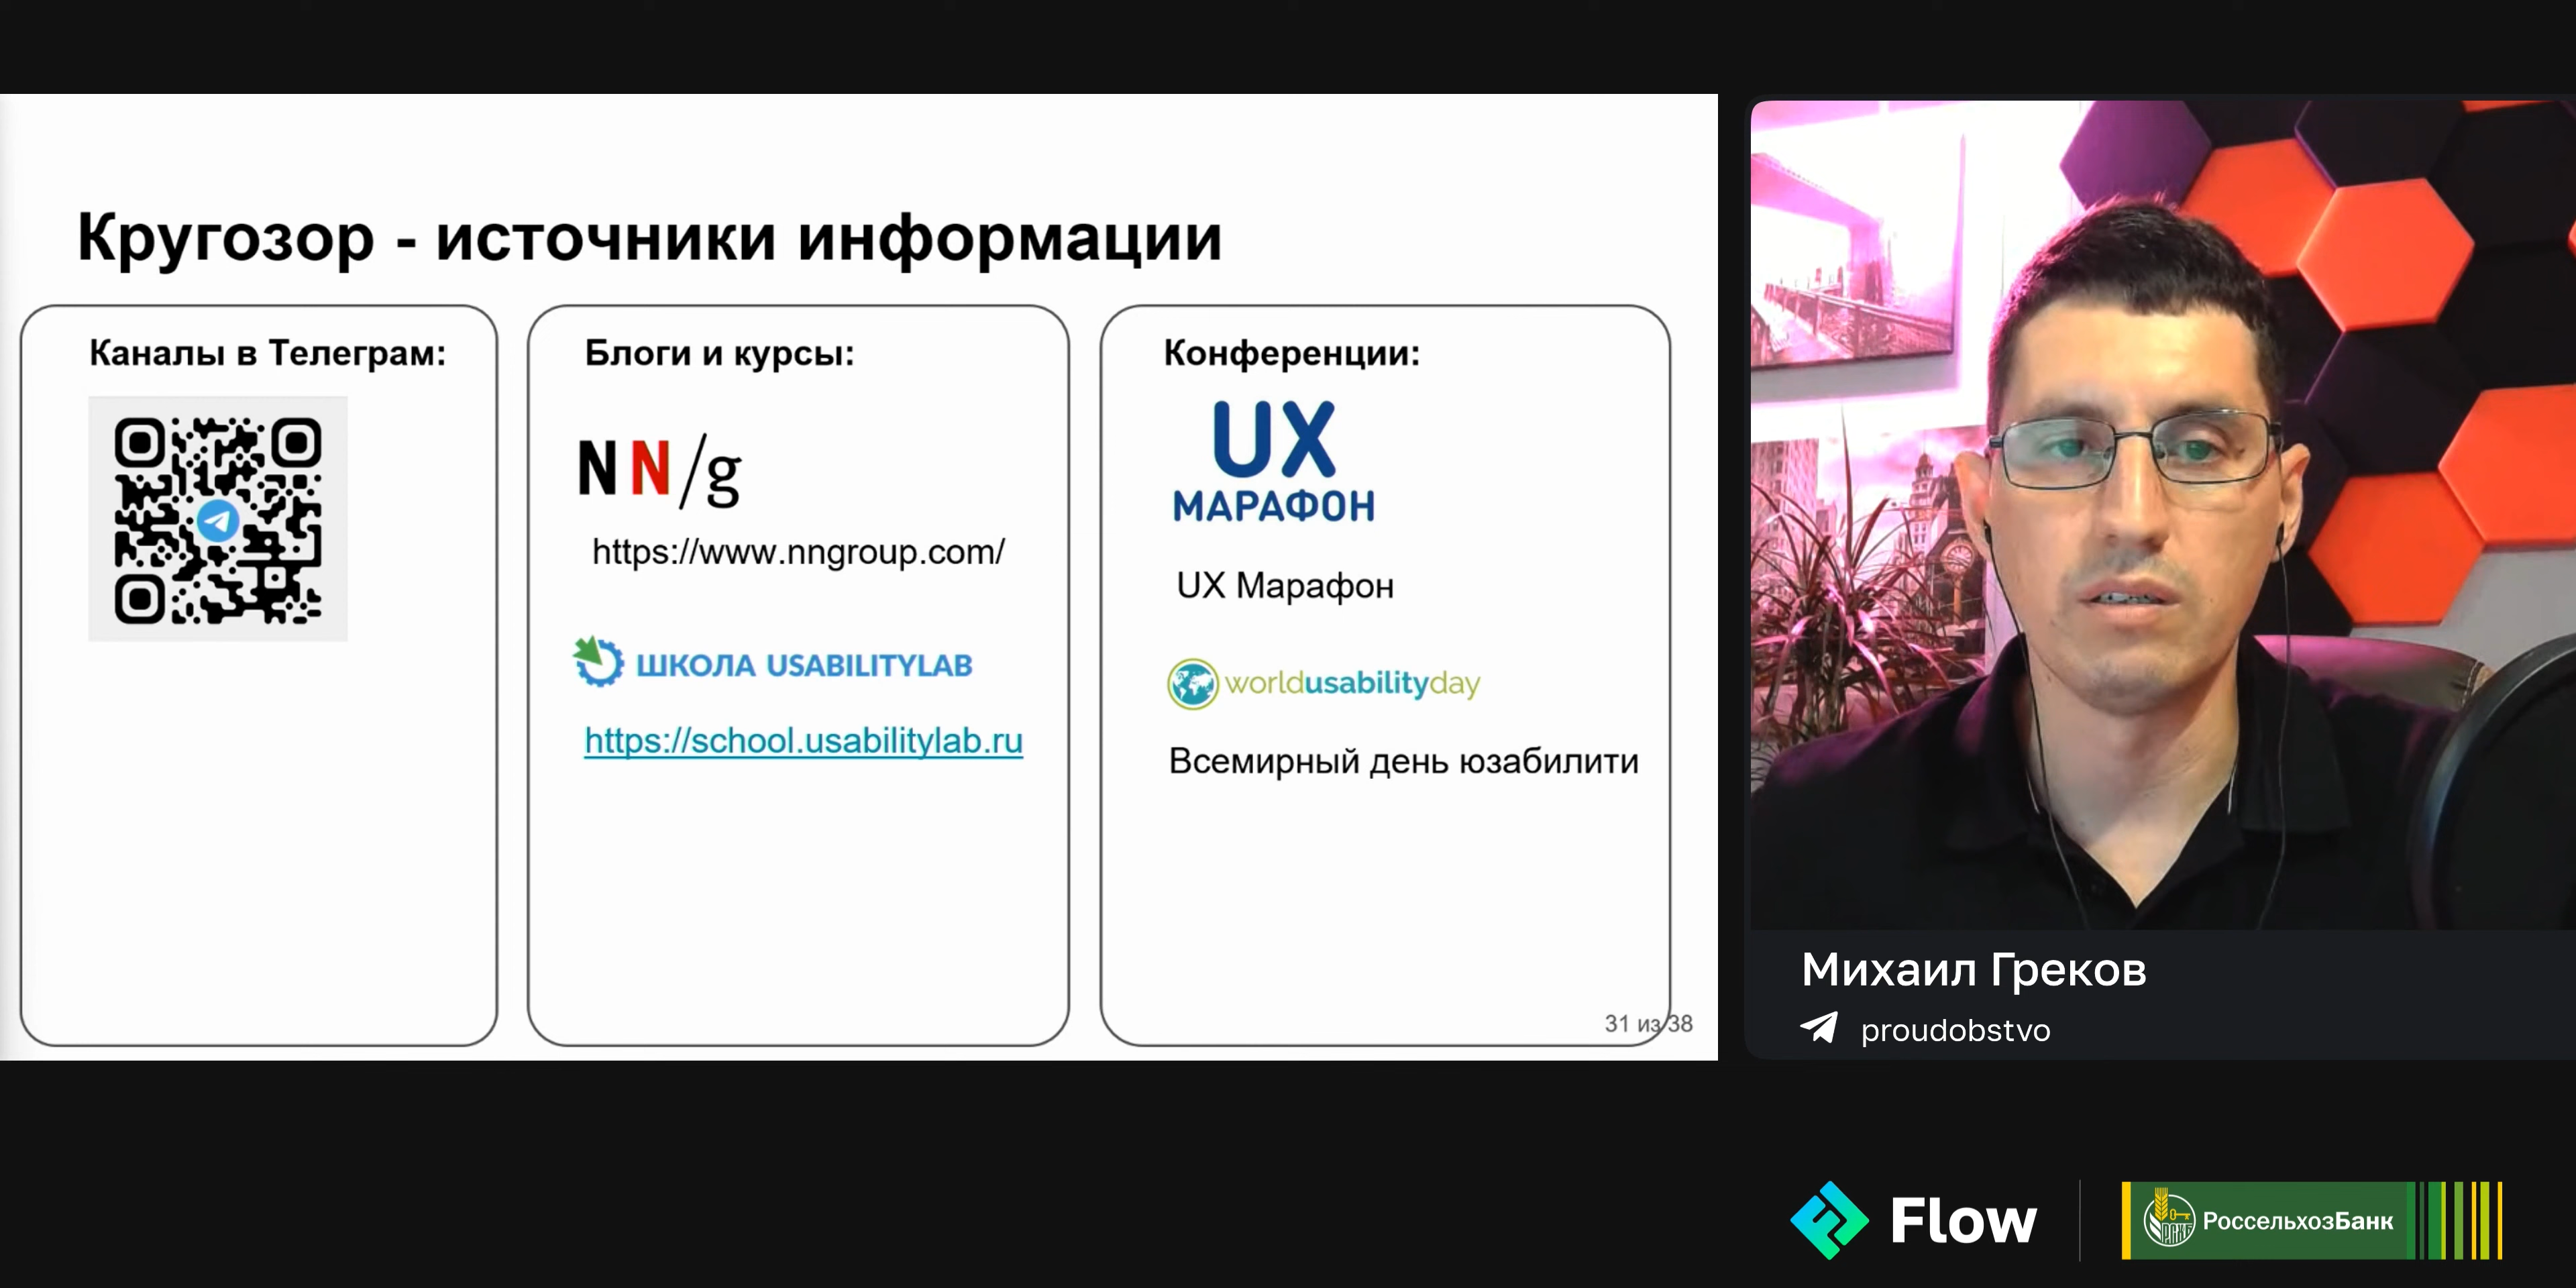 Кругозор - источники информации
Каналы в Телеграм:
Блоги и курсы:
NN/g
https://www.nngroup.com/
ШКОЛА USABILITYLAB
https://school.usabilitylab.ru
Конференции:
UX
МАРАФОН
UX Марафон
worldusabilityday
Всемирный день юзабилити
31 из 38
Михаил Греков
proudobstvo
Flow
РоссельхозБанк